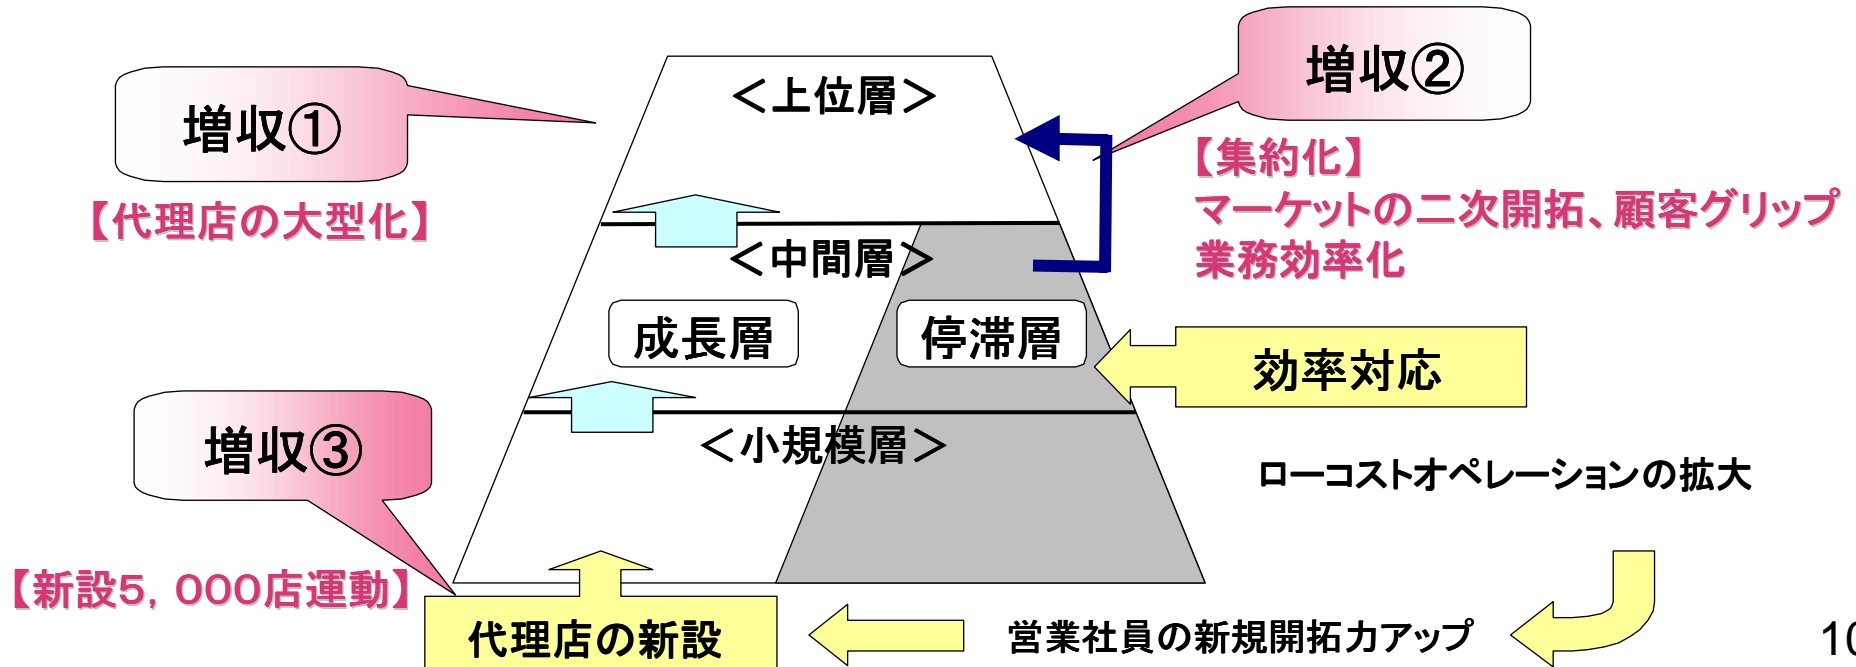 増収①
【代理店の大型化】
＜上位層＞
増収②
【集約化】
マーケットの二次開拓、顧客グリップ
業務効率化
＜中間層＞
成長層
停滞層
効率対応
増収③
＜小規模層＞
ローコストオペレーションの拡大
【新設5，000店運動】
代理店の新設
営業社員の新規開拓力アップ
10